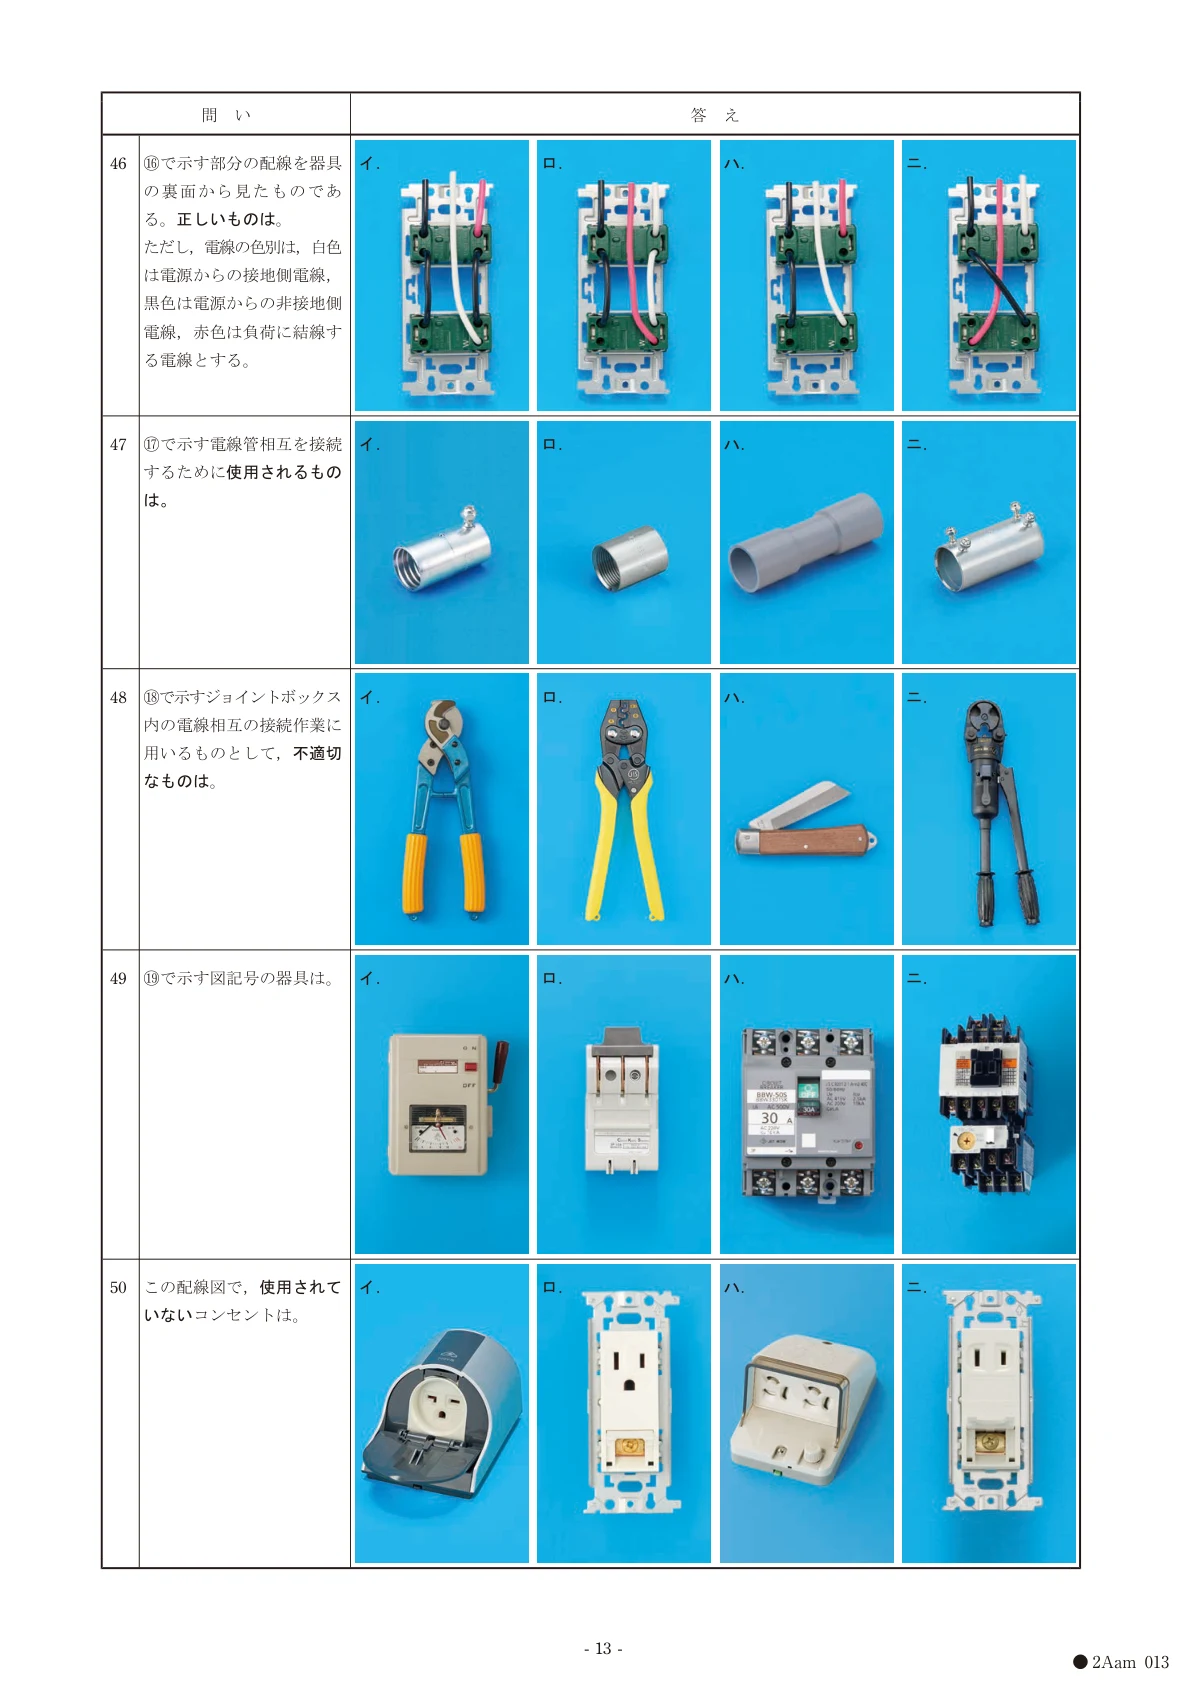 問　い　答　え
46　⑯で示す部分の配線を器具
の裏面から見たものであ
る。正しいものは。
ただし，電線の色別は，白色
は電源からの接地側電線，
黒色は電源からの非接地側
電線，赤色は負荷に結線す
る電線とする。
イ．　ロ．　ハ．　ニ．
47　⑰で示す電線管相互を接続
するために使用されるもの
は。
イ．　ロ．　ハ．　ニ．
48　⑱で示すジョイントボックス
内の電線相互の接続作業に
用いるものとして，不適切
なものは。
イ．　ロ．　ハ．　ニ．
49　⑲で示す図記号の器具は。
イ．　ロ．　ハ．　ニ．
ON
OFF
CIRCUIT
BREAKER
BBW-50S
AC 500V
30 A
30A
50　この配線図で，使用されて
いないコンセントは。
イ．　ロ．　ハ．　ニ．
- 13 -
●2Aam 013